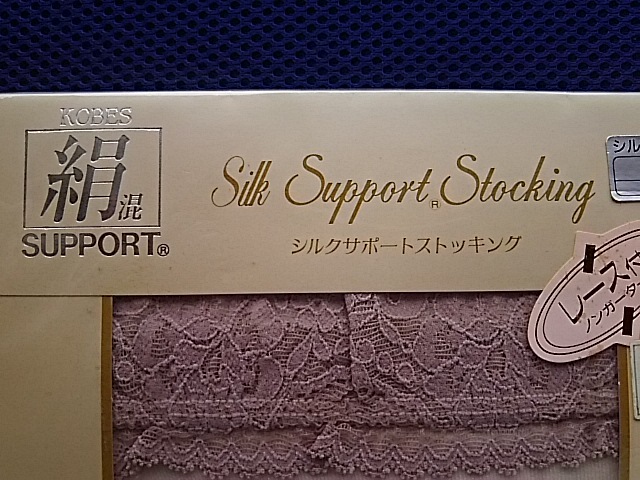 KOBES
絹混
SUPPORT®
Silk Support® Stocking
シルクサポートストッキング
シル
レース付
ノンガーター